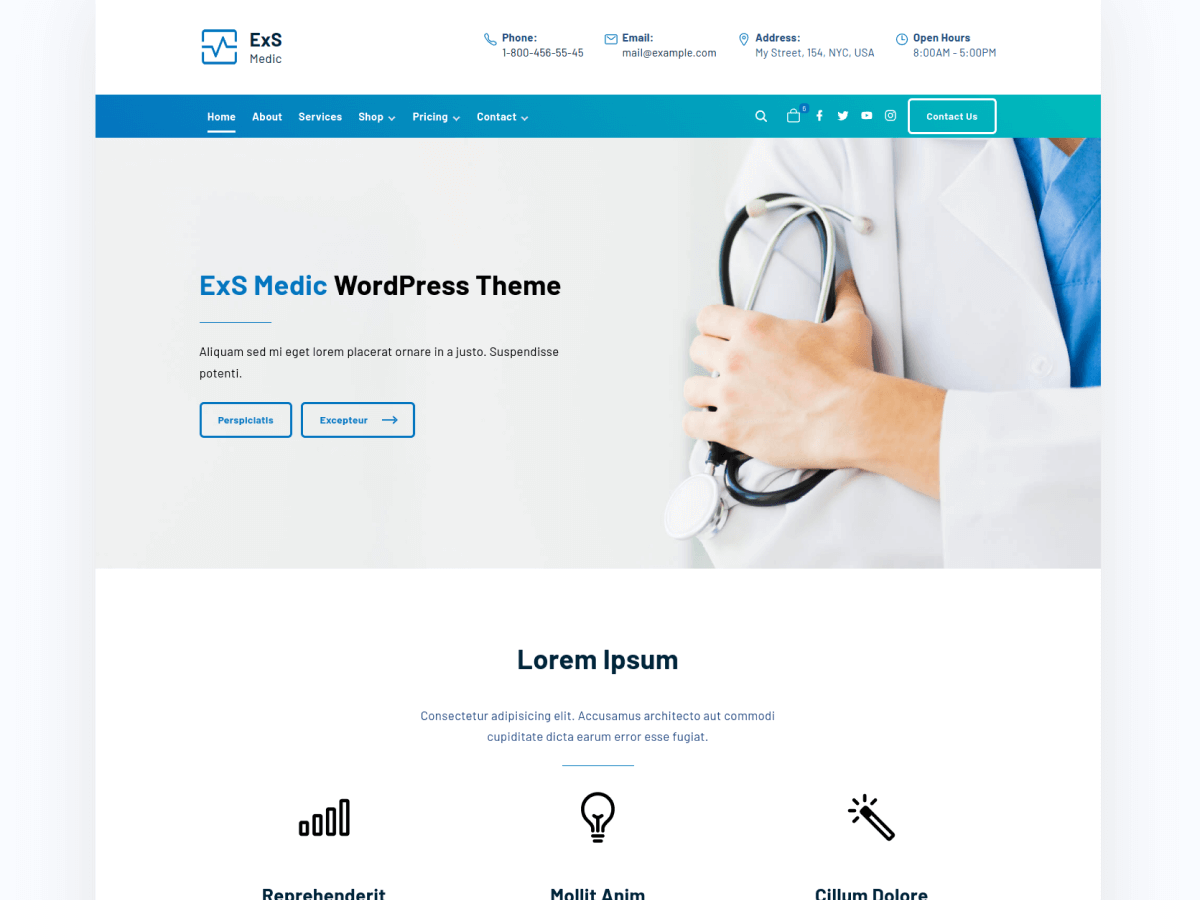 ExS
Medic
Phone:
1-800-456-55-45
Email:
mail@example.com
Address:
My Street, 154, NYC, USA
Open Hours
8:00AM - 5:00PM
Home About Services Shop Pricing Contact
6
Contact Us
ExS Medic WordPress Theme
Aliquam sed mi eget lorem placerat ornare in a justo. Suspendisse
potenti.
Perspiciatis
Excepteur
Lorem Ipsum
Consectetur adipisicing elit. Accusamus architecto aut commodi
cupiditate dicta earum error esse fugiat.
Reprehenderit
Mollit Anim
Cillum Dolore